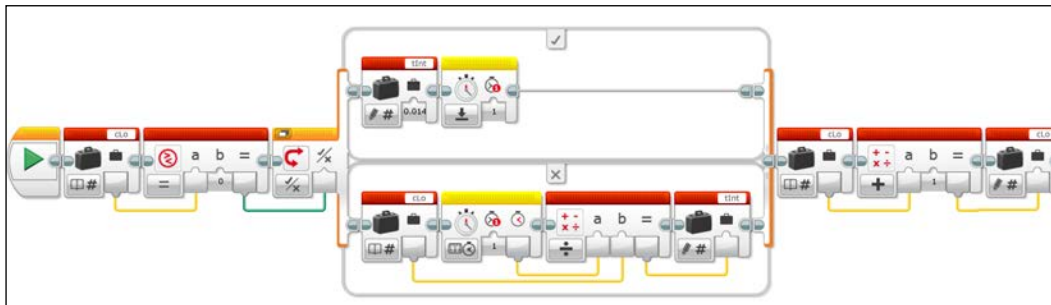 tInt
#
0.014
1
cLo
#
a b =
=
0
cLo
#
1
a b =
÷
tInt
#
cLo
#
a b =
+
1
cLo
#